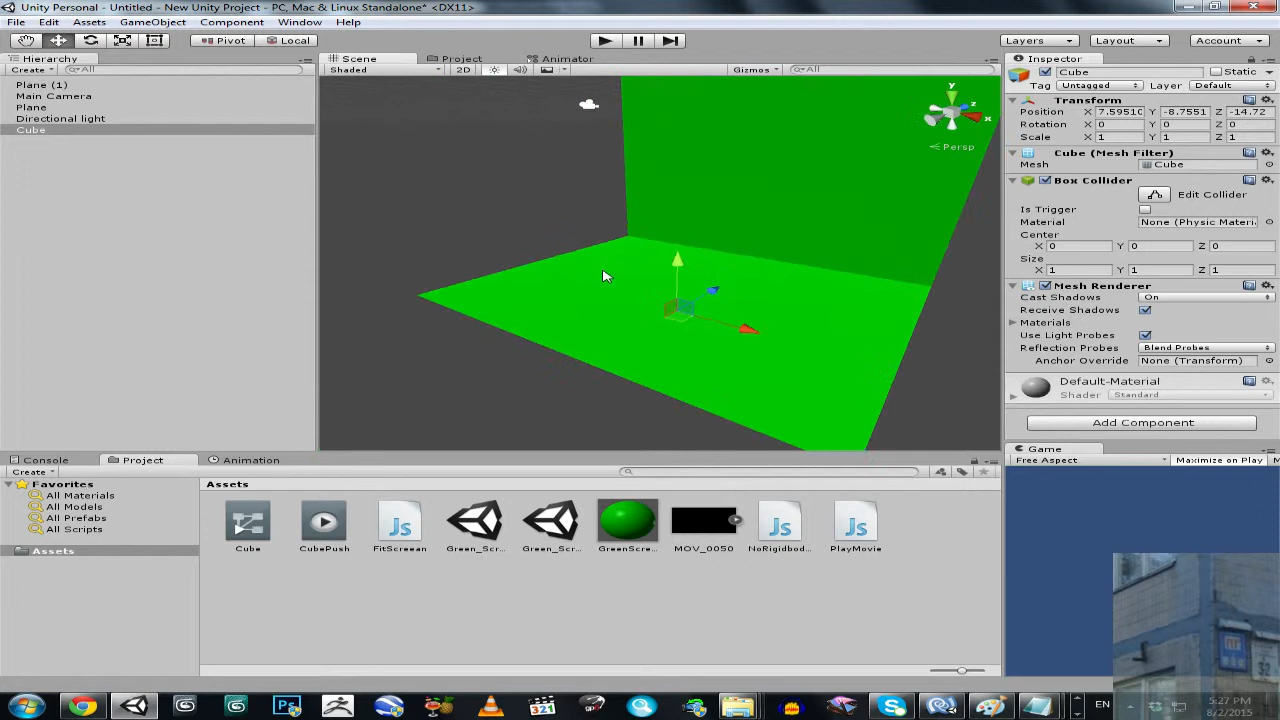 Unity Personal - Untitled - New Unity Project - PC, Mac & Linux Standalone* <DX11>
File Edit Assets GameObject Component Window Help
Pivot Local Layers Layout Account
Hierarchy
Create All
Plane (1)
Main Camera
Plane
Directional light
Cube
Scene Project Animator
Shaded 2D Gizmos All
y
z
x
Persp
Inspector
Cube Static
Tag Untagged Layer Default
Transform
Position X 7.5951 Y -8.7551 Z -14.72
Rotation X 0 Y 0 Z 0
Scale X 1 Y 1 Z 1
Cube (Mesh Filter)
Mesh Cube
Box Collider
Edit Collider
Is Trigger
Material None (Physic Materi
Center
X 0 Y 0 Z 0
Size
X 1 Y 1 Z 1
Mesh Renderer
Cast Shadows On
Receive Shadows
Materials
Use Light Probes
Reflection Probes Blend Probes
Anchor Override None (Transform)
Default-Material
Shader Standard
Add Component
Game
Free Aspect Maximize on Play M
Console Project Animation
Create
Favorites
All Materials
All Models
All Prefabs
All Scripts
Assets
Assets
Cube CubePush FitScreean Green_Scr... Green_Scr... GreenScre... MOV_0050 NoRigidbod... PlayMovie
Js Js Js
321
EN
5:27 PM
8/2/2015
32